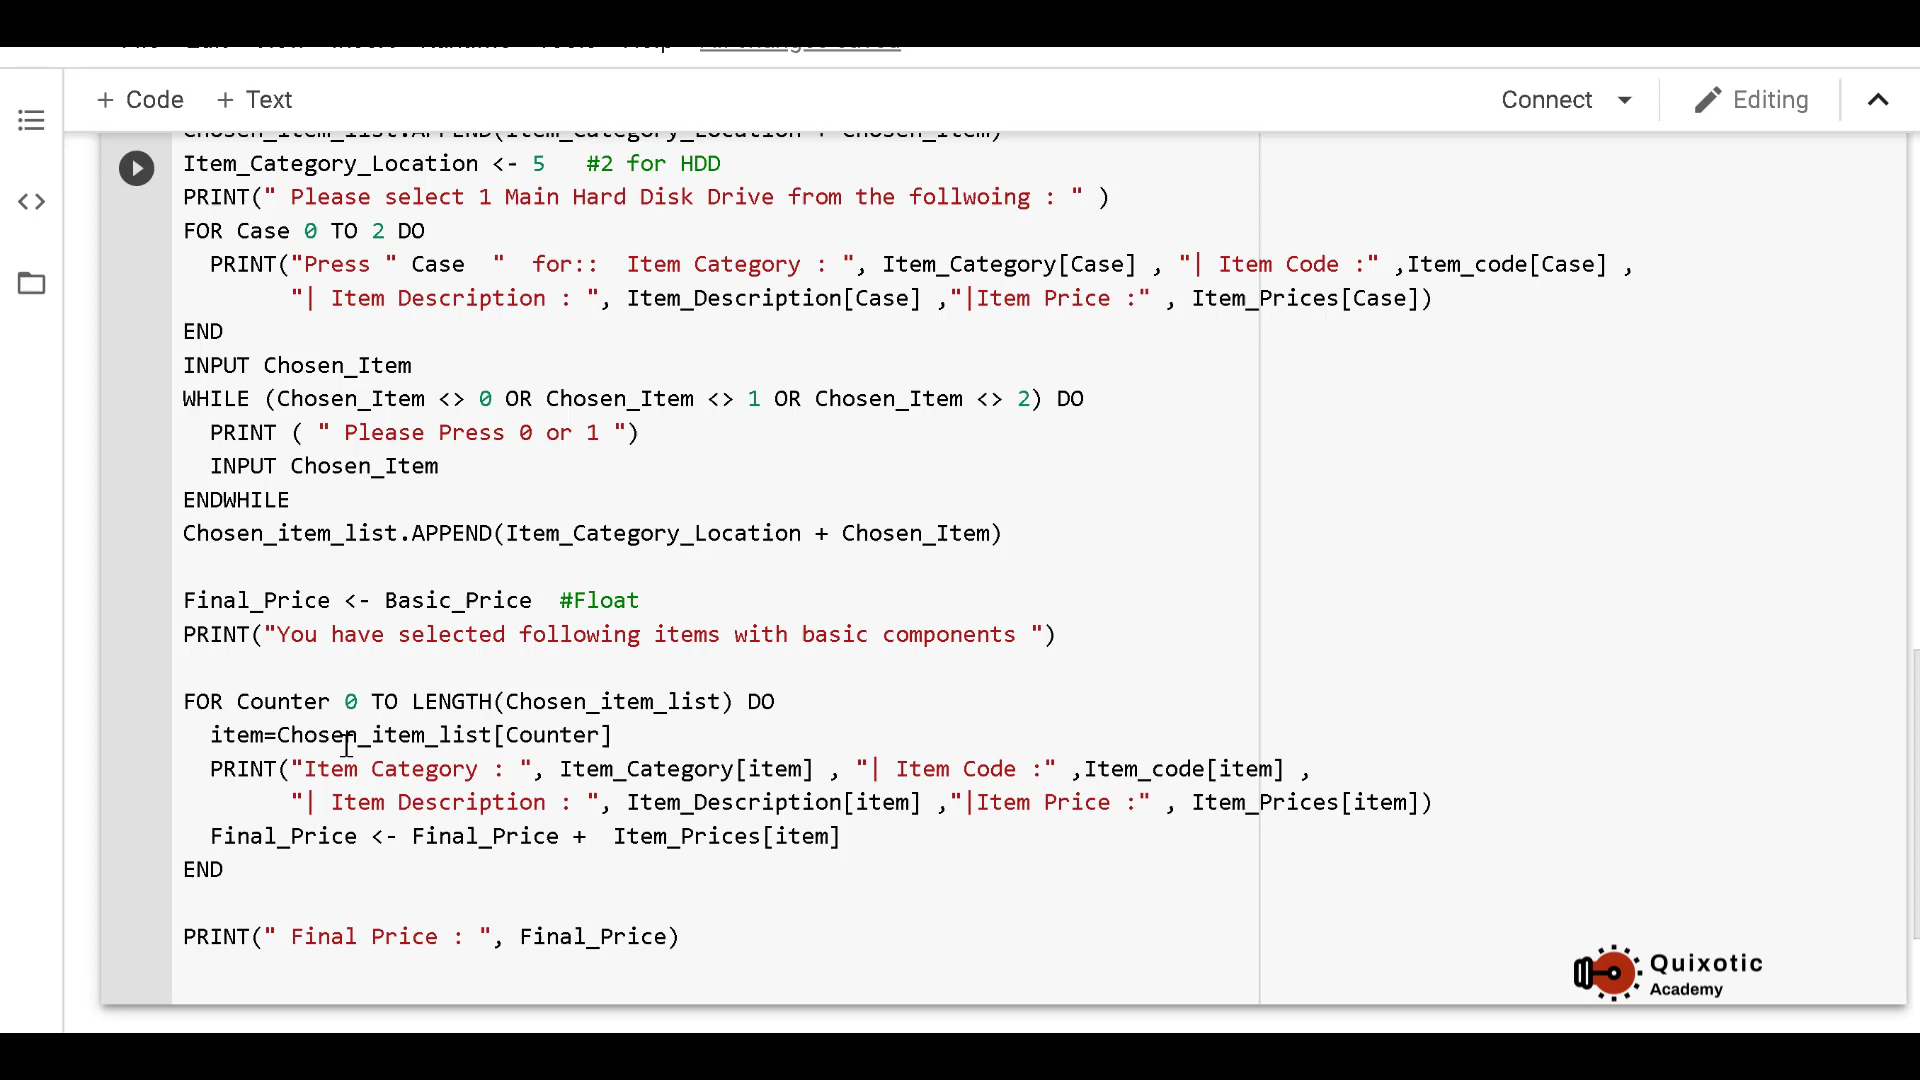 + Code + Text
Connect
Editing
Chosen_item_list.APPEND(Item_Category_Location + Chosen_Item)
Item_Category_Location <- 5 #2 for HDD
PRINT(" Please select 1 Main Hard Disk Drive from the follwoing : " )
FOR Case 0 TO 2 DO
PRINT("Press " Case " for:: Item Category : ", Item_Category[Case] , "| Item Code :" ,Item_code[Case] ,
"| Item Description : ", Item_Description[Case] ,"|Item Price :" , Item_Prices[Case])
END
INPUT Chosen_Item
WHILE (Chosen_Item <> 0 OR Chosen_Item <> 1 OR Chosen_Item <> 2) DO
PRINT ( " Please Press 0 or 1 ")
INPUT Chosen_Item
ENDWHILE
Chosen_item_list.APPEND(Item_Category_Location + Chosen_Item)
Final_Price <- Basic_Price #Float
PRINT("You have selected following items with basic components ")
FOR Counter 0 TO LENGTH(Chosen_item_list) DO
item=Chosen_item_list[Counter]
PRINT("Item Category : ", Item_Category[item] , "| Item Code :" ,Item_code[item] ,
"| Item Description : ", Item_Description[item] ,"|Item Price :" , Item_Prices[item])
Final_Price <- Final_Price + Item_Prices[item]
END
PRINT(" Final Price : ", Final_Price)
Quixotic
Academy